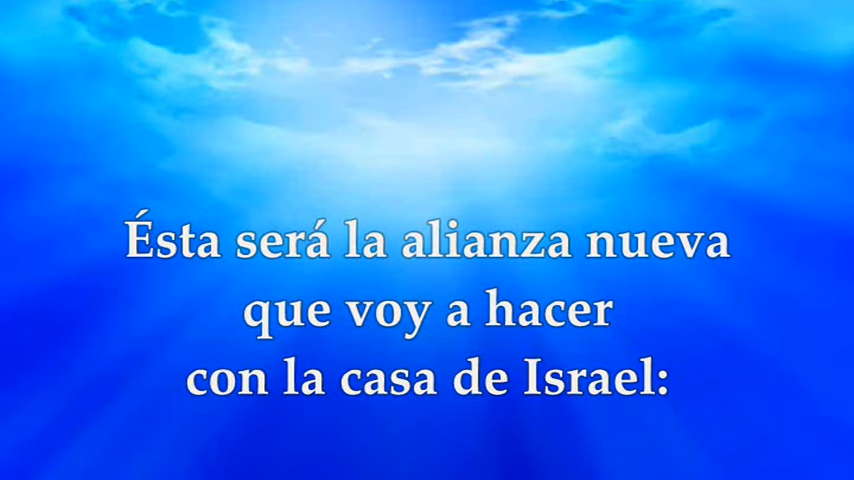 Ésta será la alianza nueva
que voy a hacer
con la casa de Israel: